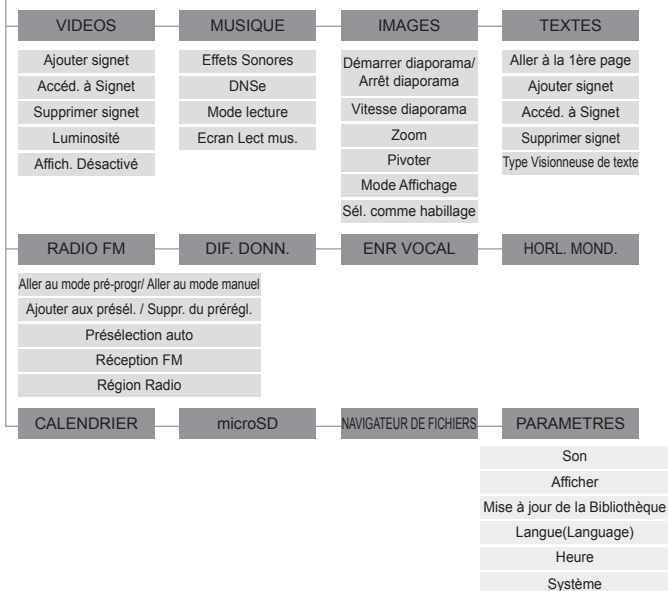 VIDEOS
MUSIQUE
IMAGES
TEXTES
Ajouter signet
Accéd. à Signet
Supprimer signet
Luminosité
Affich. Désactivé
Effets Sonores
DNSe
Mode lecture
Ecran Lect mus.
Démarrer diaporama/
Arrêt diaporama
Vitesse diaporama
Zoom
Pivoter
Mode Affichage
Sél. comme habillage
Aller à la 1ère page
Ajouter signet
Accéd. à Signet
Supprimer signet
Type Visionneuse de texte
RADIO FM
DIF. DONN.
ENR VOCAL
HORL. MOND.
Aller au mode pré-progr/ Aller au mode manuel
Ajouter aux présél. / Suppr. du prérégl.
Présélection auto
Réception FM
Région Radio
CALENDRIER
microSD
NAVIGATEUR DE FICHIERS
PARAMETRES
Son
Afficher
Mise à jour de la Bibliothèque
Langue(Language)
Heure
Système